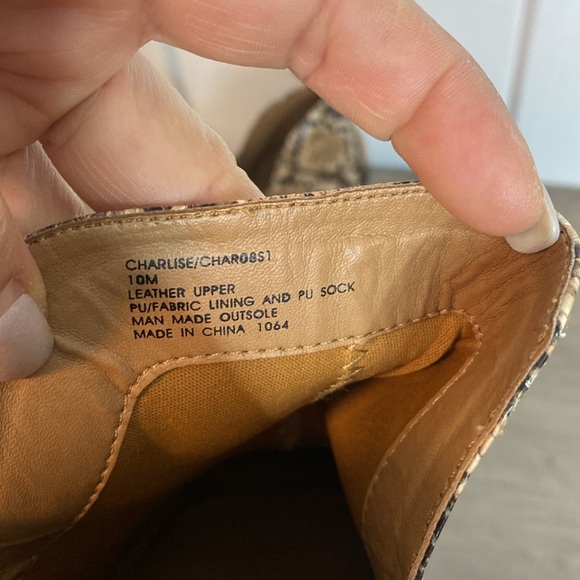 CHARLISE/CHAR08S1
10M
LEATHER UPPER
PU/FABRIC LINING AND PU SOCK
MAN MADE OUTSOLE
MADE IN CHINA 1064